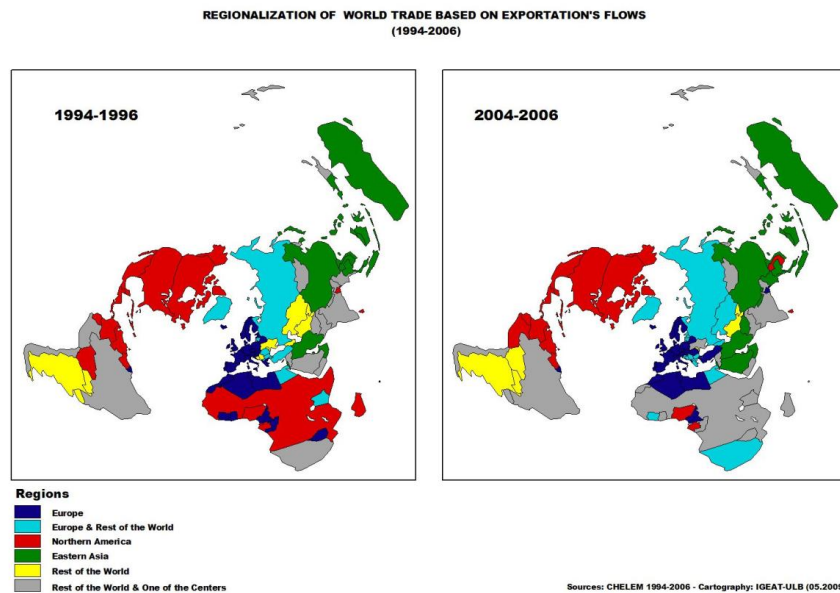 REGIONALIZATION OF WORLD TRADE BASED ON EXPORTATION'S FLOWS
(1994-2006)
1994-1996
2004-2006
Regions
Europe
Europe & Rest of the World
Northern America
Eastern Asia
Rest of the World
Rest of the World & One of the Centers
Sources: CHELEM 1994-2006 - Cartography: IGEAT-ULB (05.2009